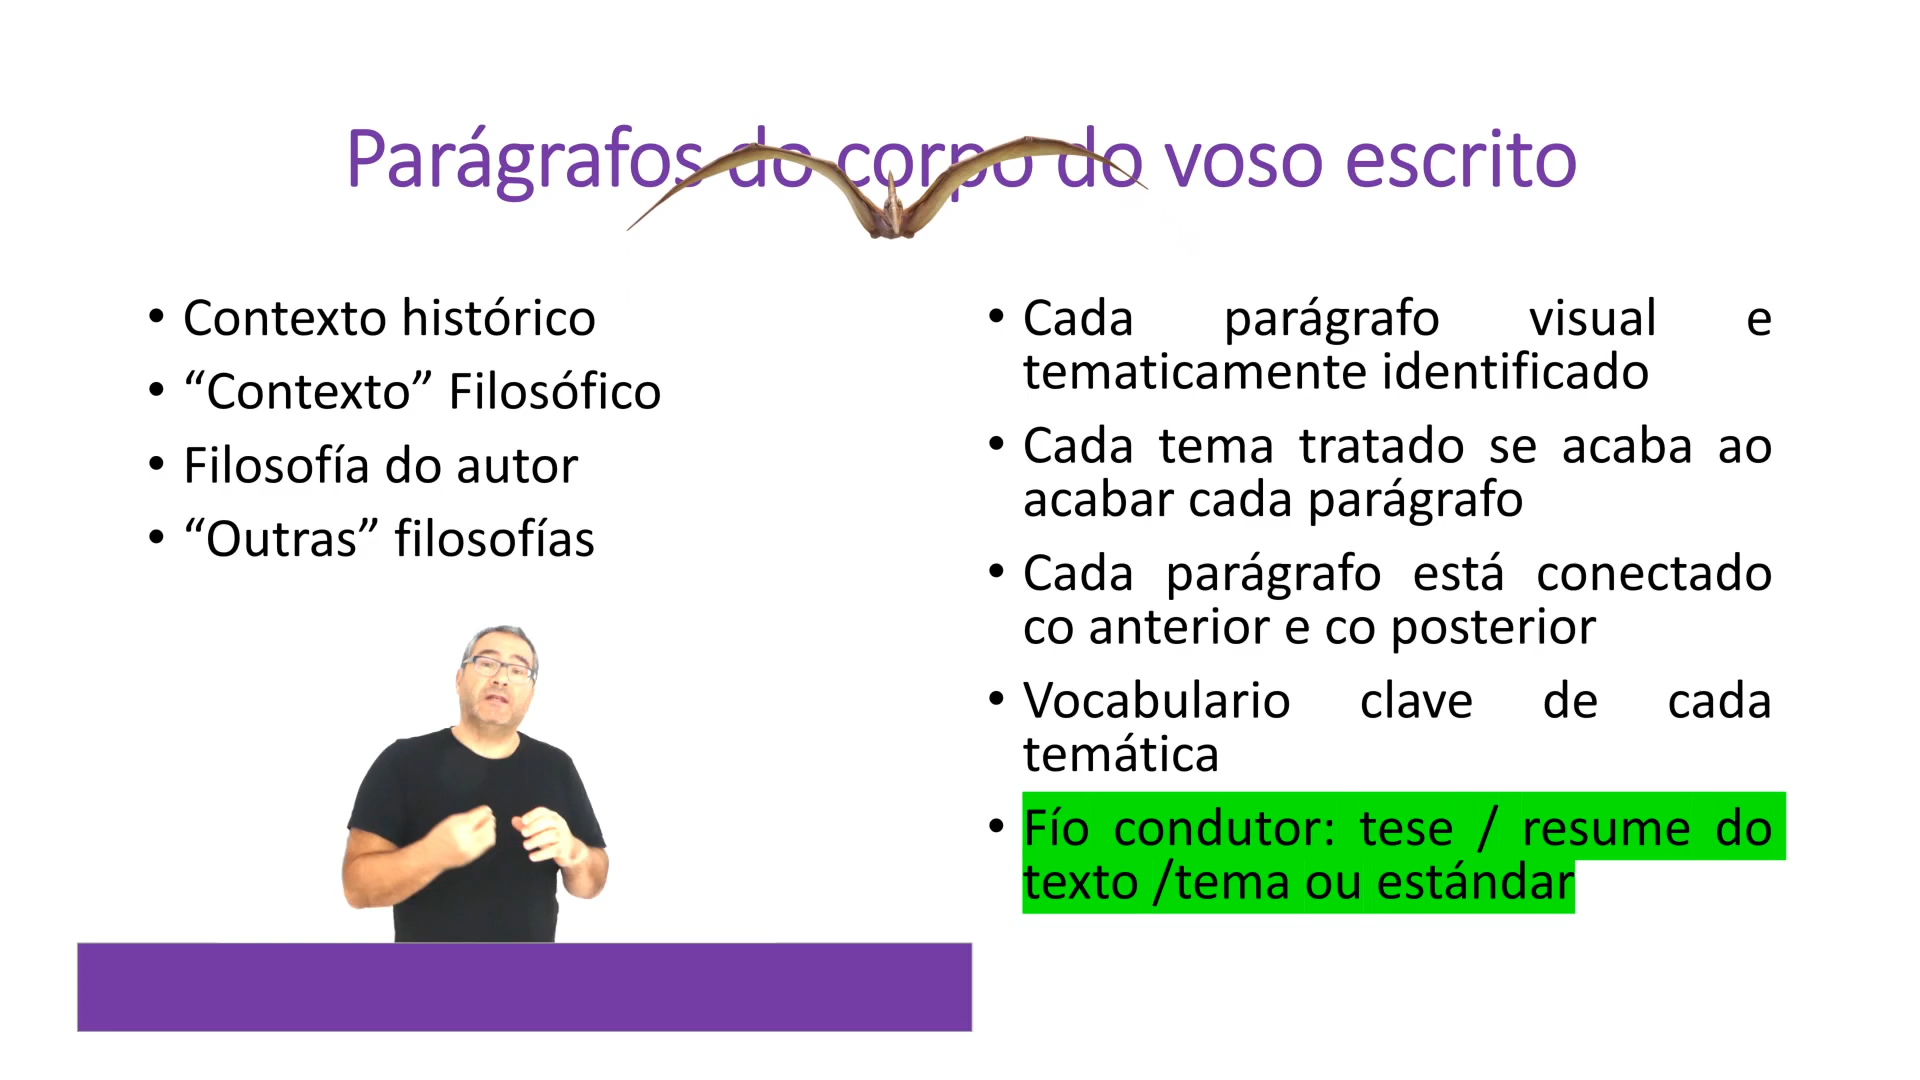 Parágrafos do corpo do voso escrito
• Contexto histórico
• “Contexto” Filosófico
• Filosofía do autor
• “Outras” filosofías
• Cada parágrafo visual e
tematicamente identificado
• Cada tema tratado se acaba ao
acabar cada parágrafo
• Cada parágrafo está conectado
co anterior e co posterior
• Vocabulario clave de cada
temática
• Fío condutor: tese / resume do
texto /tema ou estándar